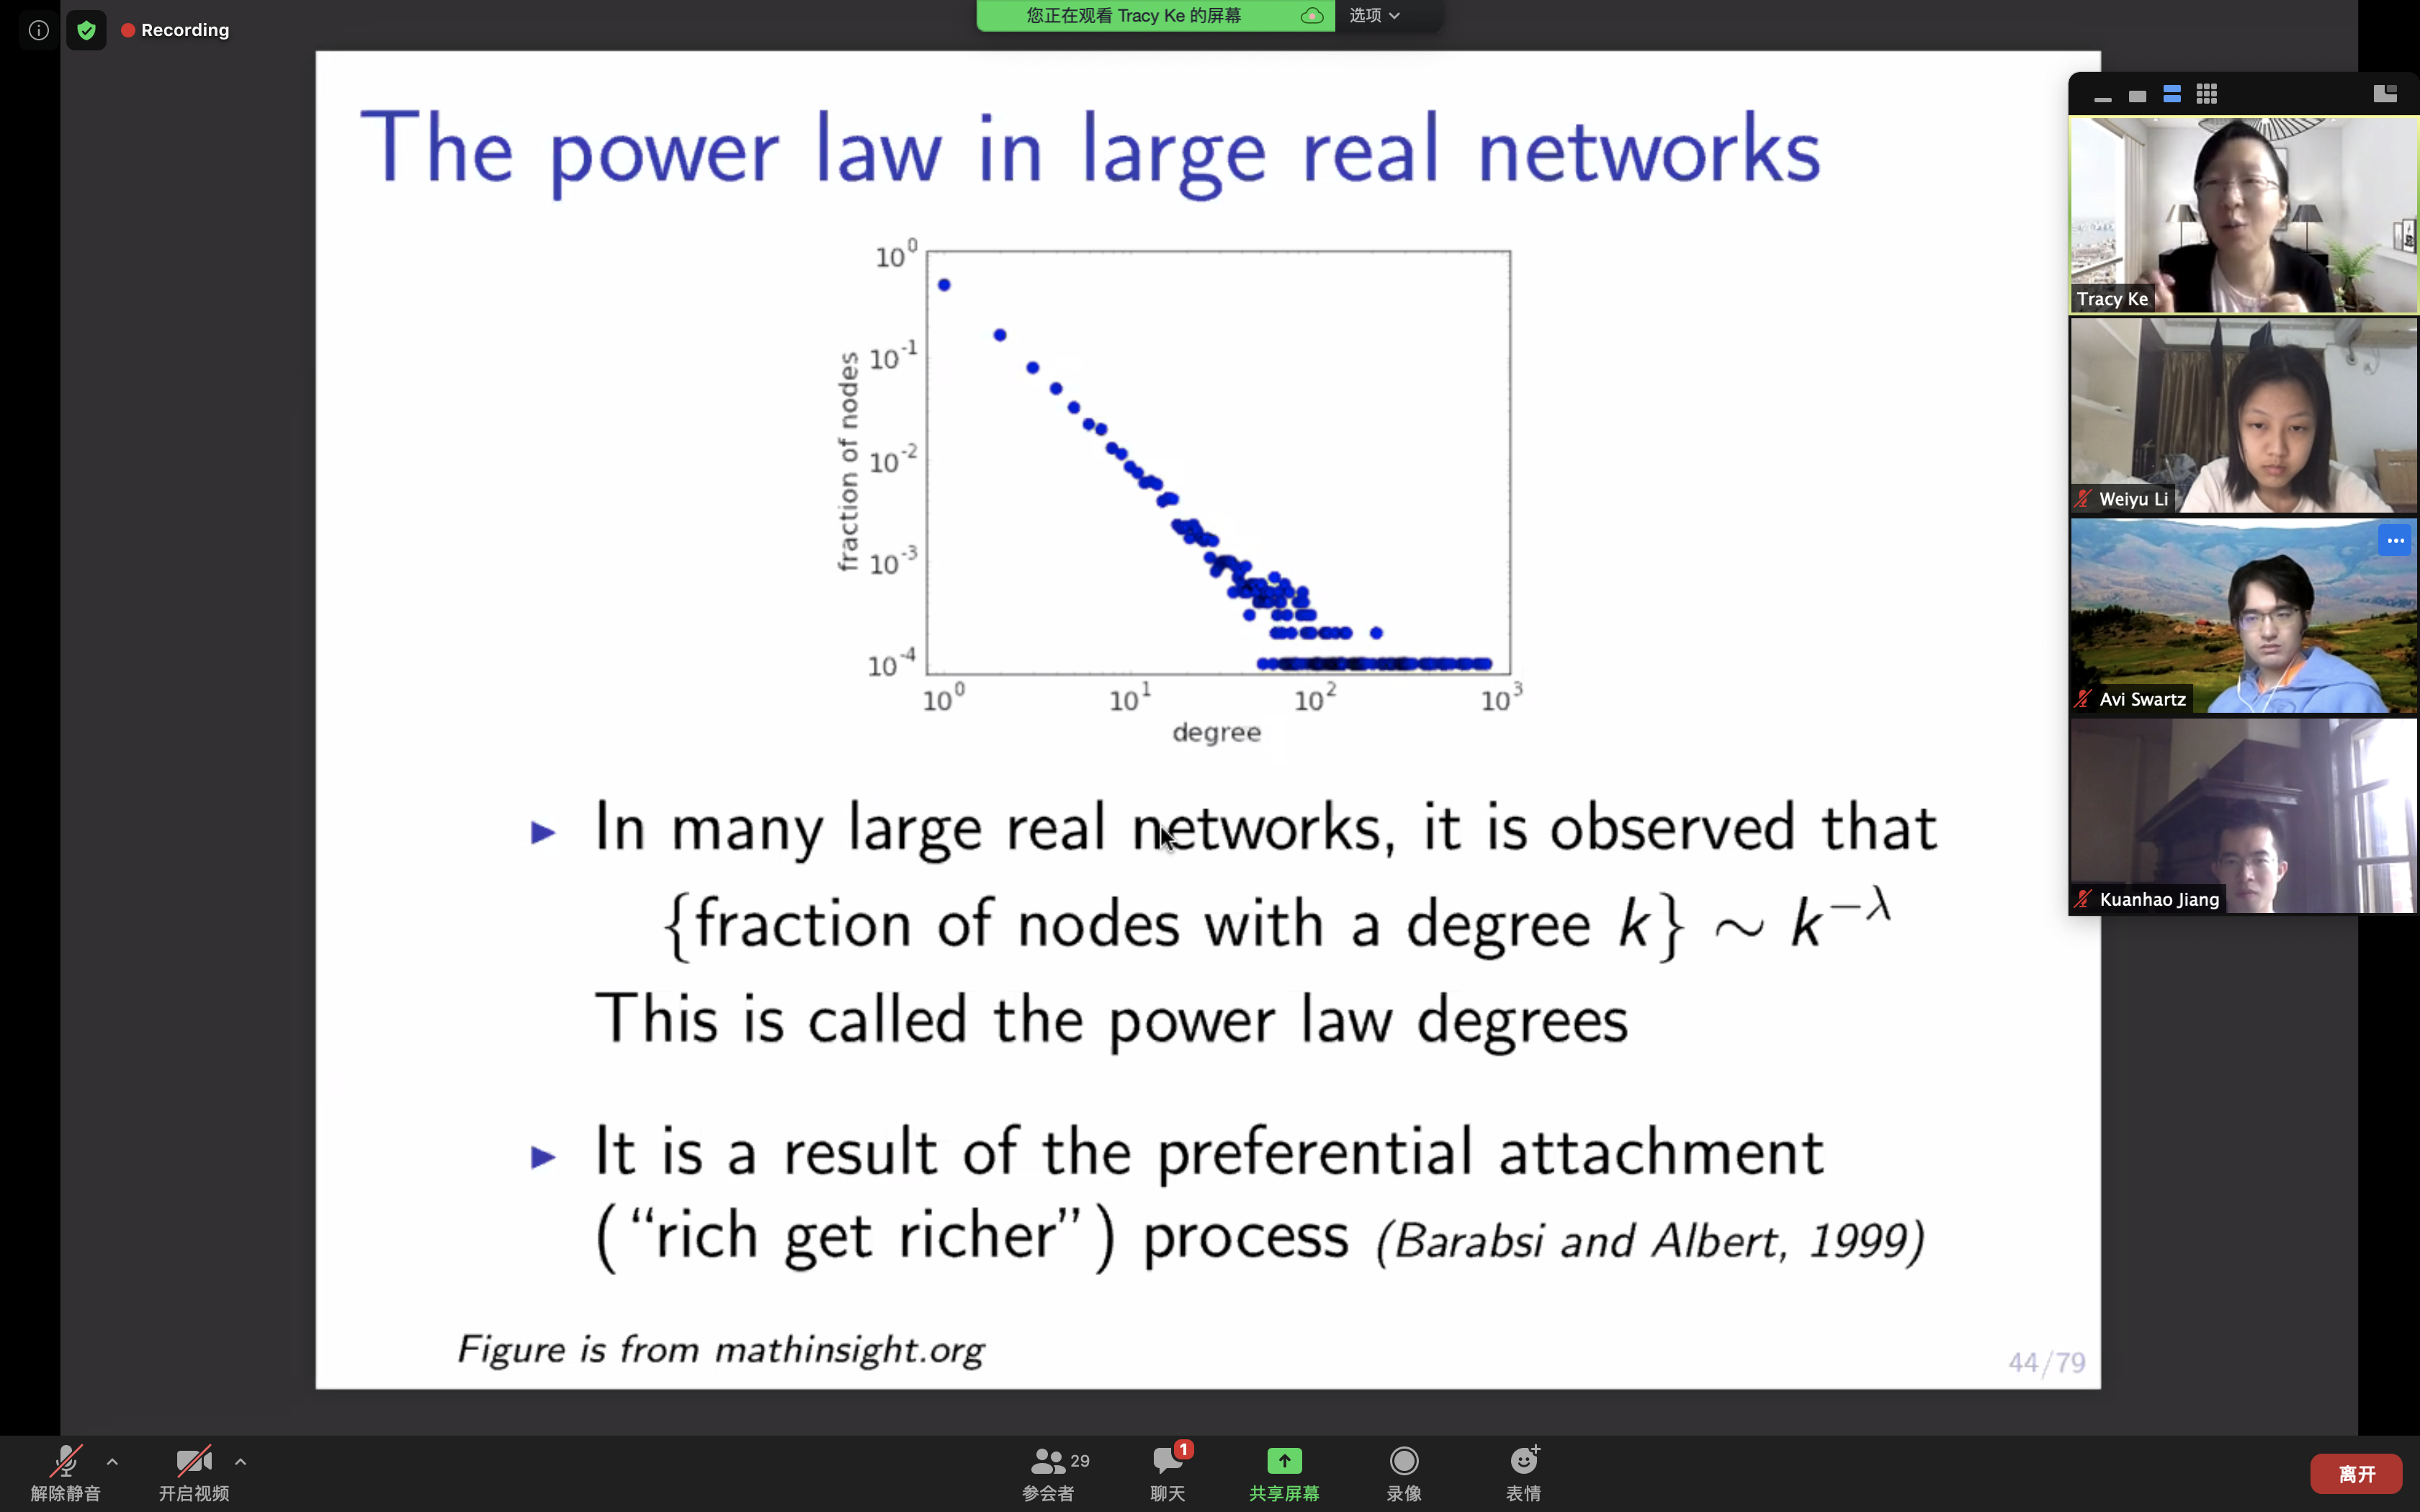 Recording
您正在观看 Tracy Ke 的屏幕
选项
The power law in large real networks
10^0
10^-1
10^-2
10^-3
10^-4
fraction of nodes
10^0 10^1 10^2 10^3
degree
In many large real networks, it is observed that
{fraction of nodes with a degree k} ∼ k^−λ
This is called the power law degrees
It is a result of the preferential attachment
(“rich get richer”) process (Barabsi and Albert, 1999)
Figure is from mathinsight.org
44/79
Tracy Ke
Weiyu Li
Avi Swartz
Kuanhao Jiang
解除静音
开启视频
29
参会者
1
聊天
共享屏幕
录像
表情
离开